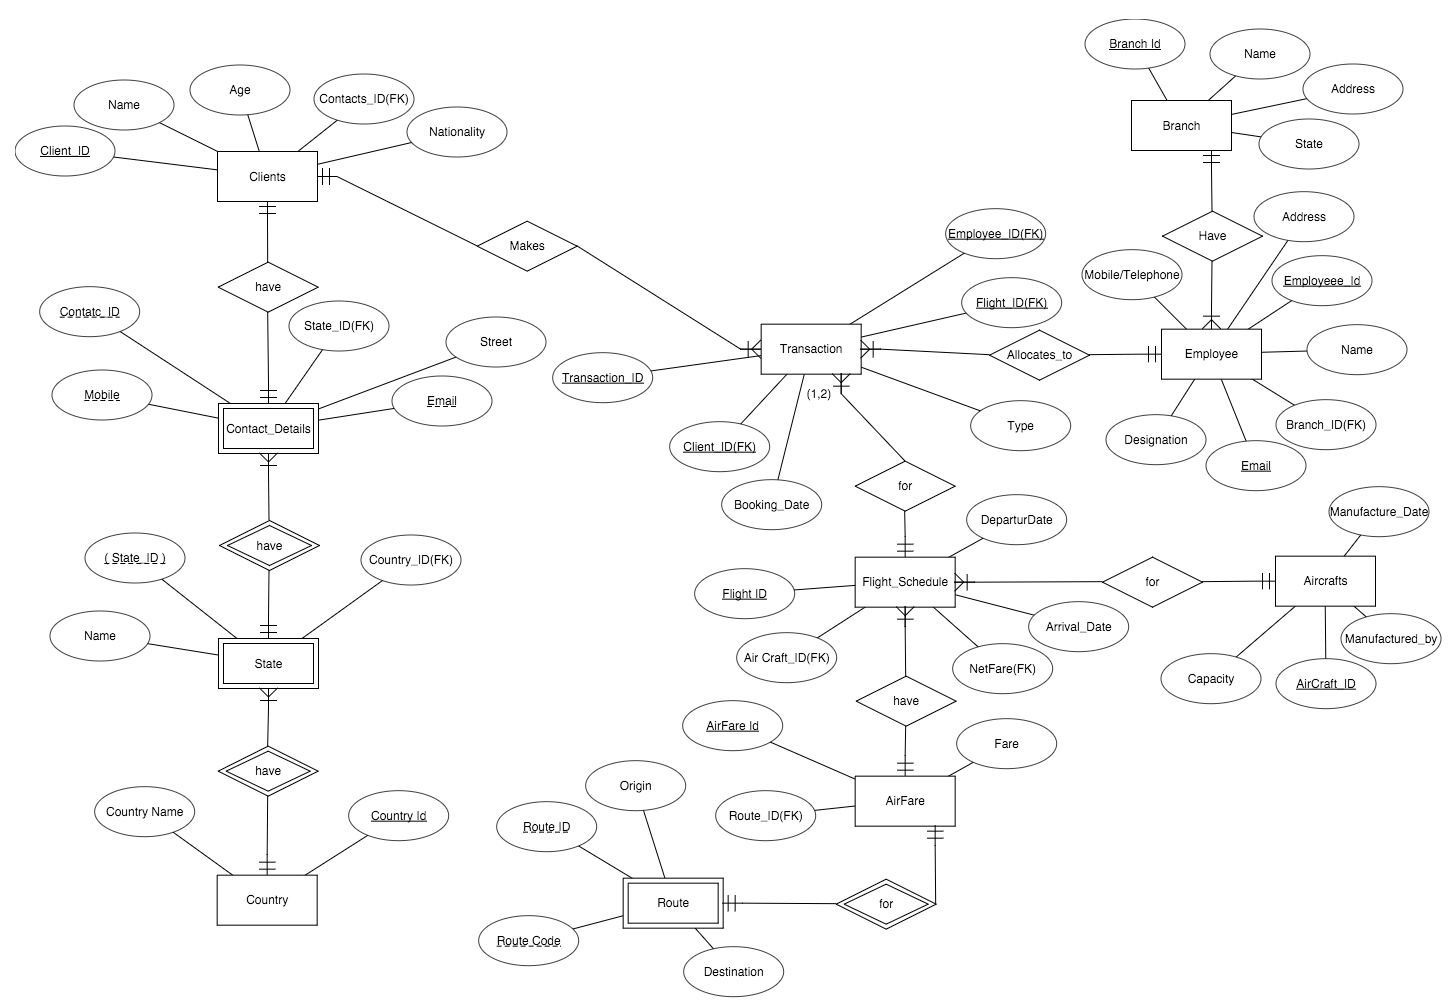 Branch Id
Name
Address
Branch
State
Age
Name
Contacts_ID(FK)
Nationality
Client_ID
Clients
Makes
have
Employee_ID(FK)
Have
Address
Mobile/Telephone
Employeee_Id
Flight_ID(FK)
Contatc_ID
State_ID(FK)
Street
Transaction
Allocates_to
Employee
Name
Transaction_ID
(1,2)
Mobile
Email
Contact_Details
Client_ID(FK)
Type
Designation
Branch_ID(FK)
Email
Booking_Date
for
DeparturDate
Manufacture_Date
( State_ID )
have
Country_ID(FK)
Flight_Schedule
for
Aircrafts
Flight ID
Arrival_Date
Name
State
Air Craft_ID(FK)
NetFare(FK)
Manufactured_by
Capacity
AirCraft_ID
have
AirFare Id
Fare
have
Country Name
Country Id
Origin
AirFare
Route_ID(FK)
Route_ID
Country
Route
for
Route_Code
Destination